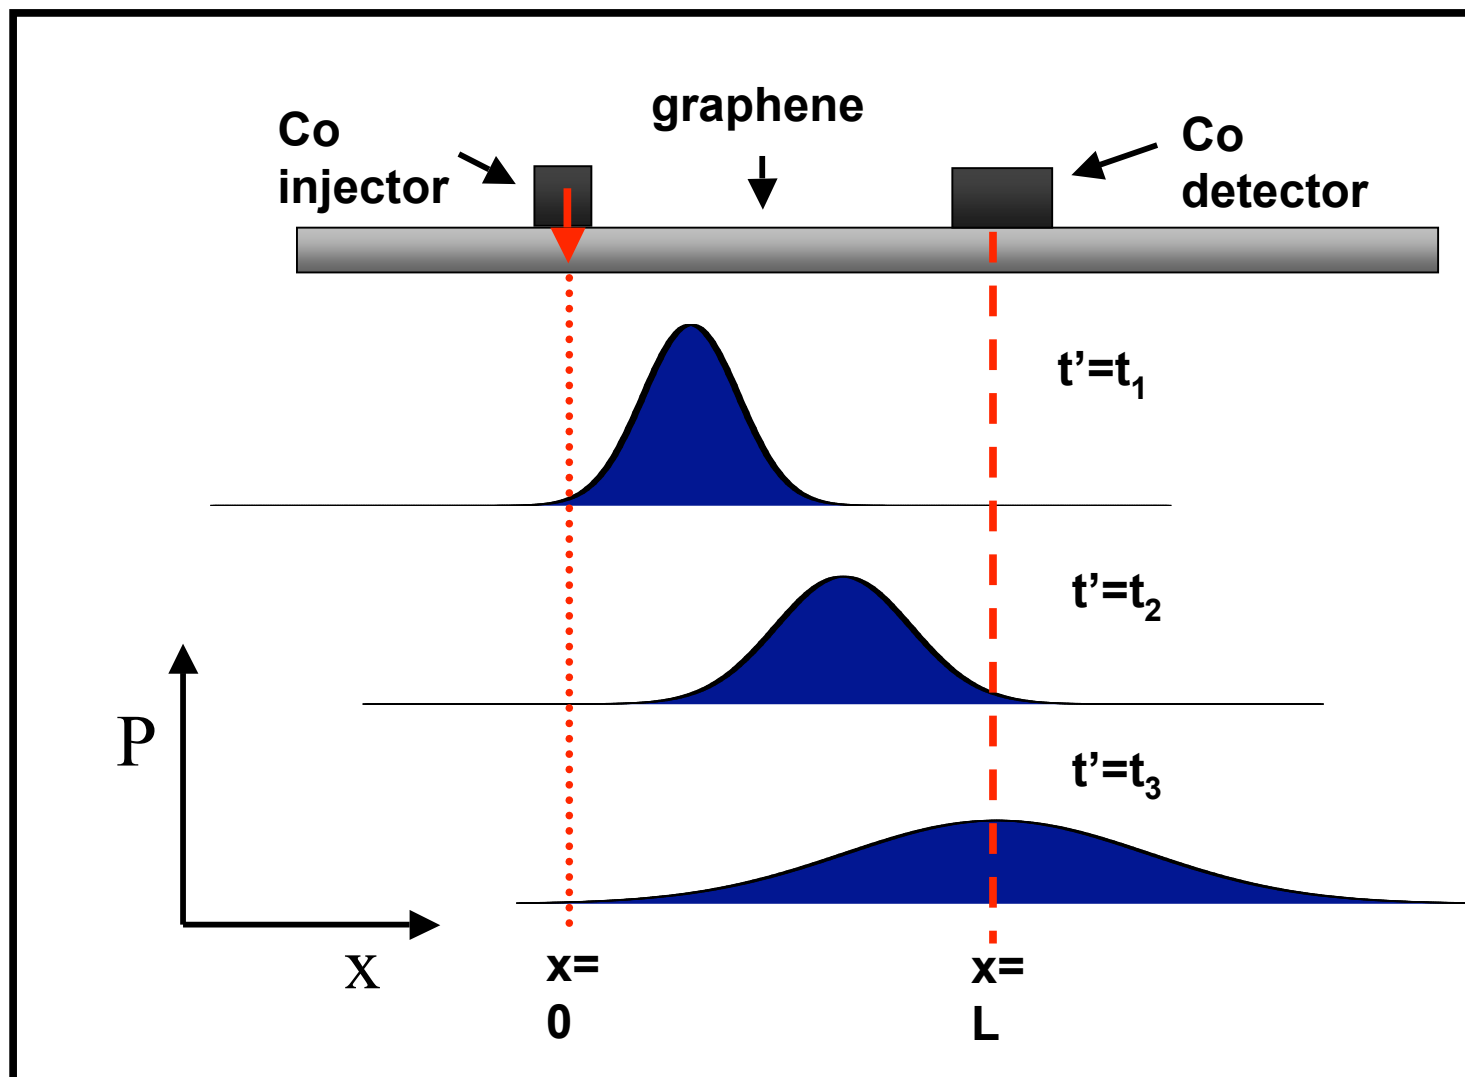 Co
injector
graphene
Co
detector
t’=t₁
t’=t₂
t’=t₃
P
x
x=
0
x=
L